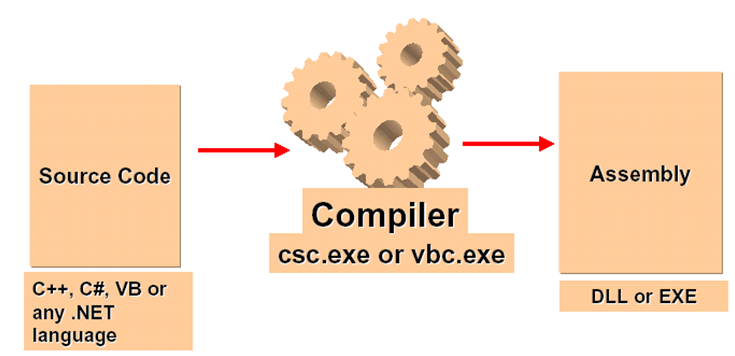 Source Code
C++, C#, VB or
any .NET
language
Compiler
csc.exe or vbc.exe
Assembly
DLL or EXE